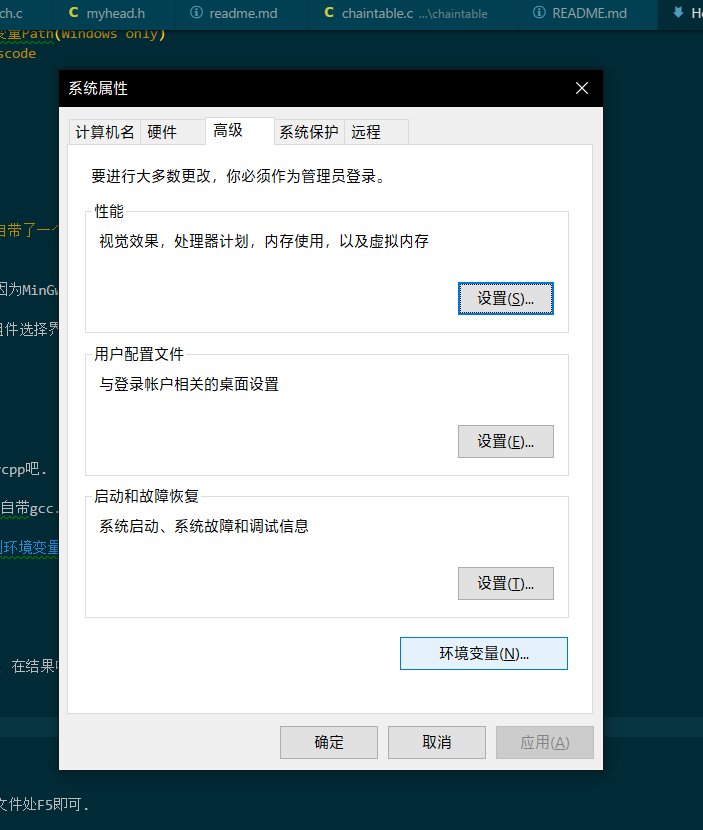 ch.c
C myhead.h
readme.md
C chaintable.c ...\chaintable
README.md
变量Path(Windows only)
scode
系统属性
计算机名 硬件 高级 系统保护 远程
要进行大多数更改，你必须作为管理员登录。
性能
视觉效果，处理器计划，内存使用，以及虚拟内存
设置(S)...
用户配置文件
与登录帐户相关的桌面设置
设置(E)...
启动和故障恢复
系统启动、系统故障和调试信息
设置(T)...
环境变量(N)...
确定 取消 应用(A)
自带了一个
因为MinGW
组件选择界
cpp吧.
自带gcc.
环境变量
在结果中
文件处F5即可.